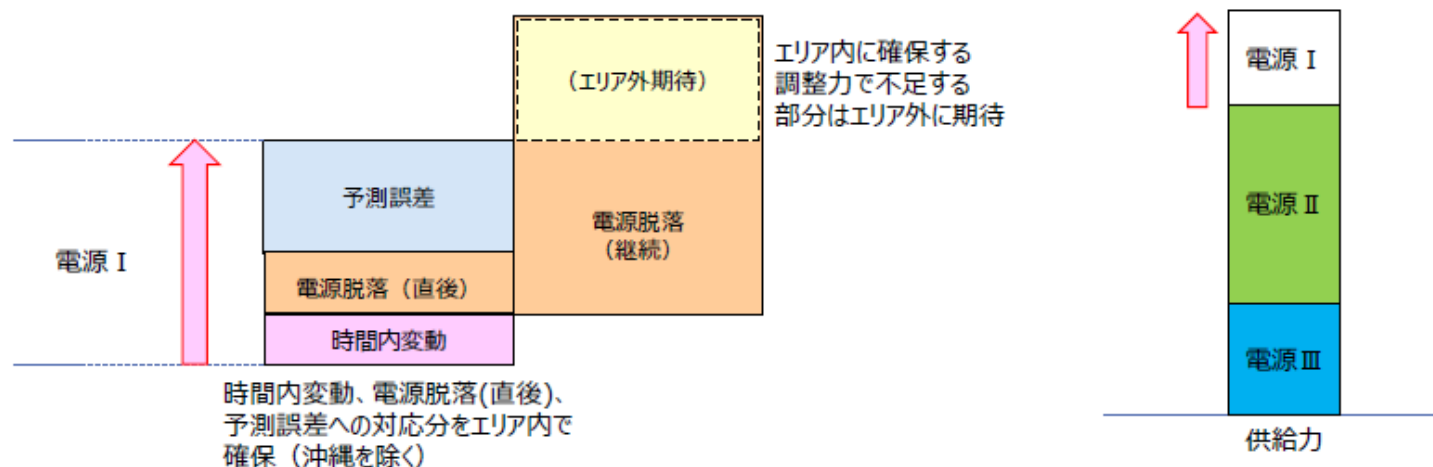 (エリア外期待)
エリア内に確保する
調整力で不足する
部分はエリア外に期待
予測誤差
電源脱落
(継続)
電源Ⅰ
電源脱落(直後)
時間内変動
時間内変動、電源脱落(直後)、
予測誤差への対応分をエリア内で
確保(沖縄を除く)
電源Ⅰ
電源Ⅱ
電源Ⅲ
供給力